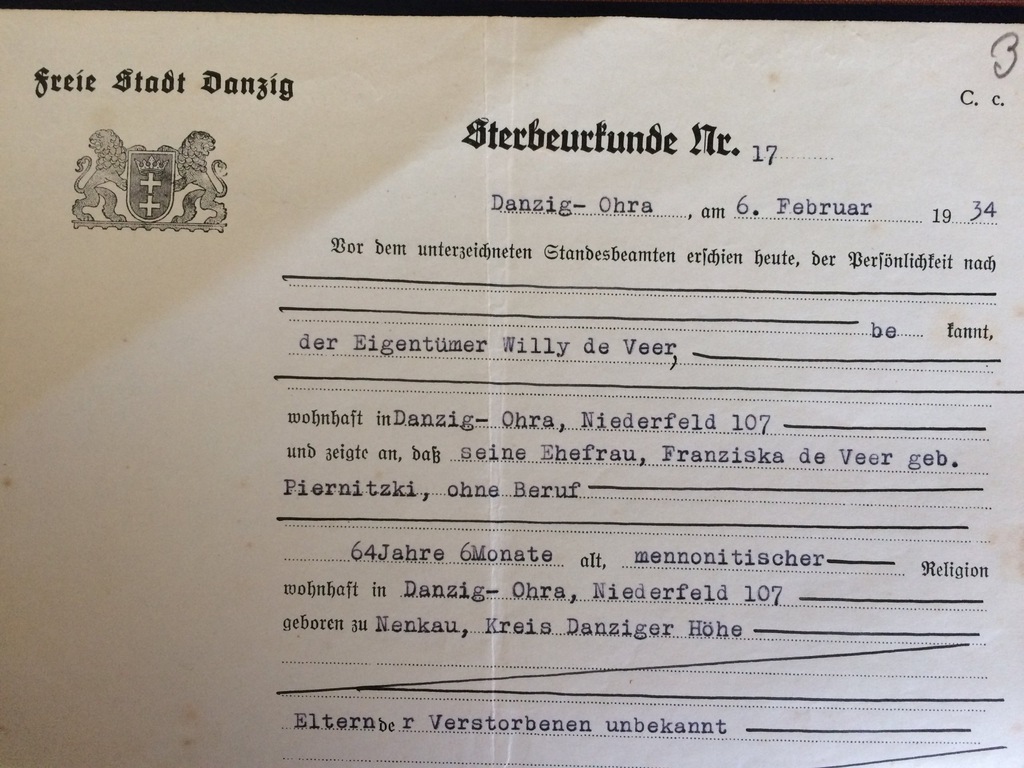 3
Freie Stadt Danzig
C. c.
Sterbeurkunde Nr. 17
Danzig- Ohra, am 6. Februar 19 34
Vor dem unterzeichneten Standesbeamten erschien heute, der Persönlichkeit nach
be kannt,
der Eigentümer Willy de Veer,
wohnhaft in Danzig- Ohra, Niederfeld 107
und zeigte an, daß seine Ehefrau, Franziska de Veer geb.
Piernitzki, ohne Beruf
64Jahre 6Monate alt, mennonitischer Religion
wohnhaft in Danzig- Ohra, Niederfeld 107
geboren zu Nenkau, Kreis Danziger Höhe
Eltern der Verstorbenen unbekannt